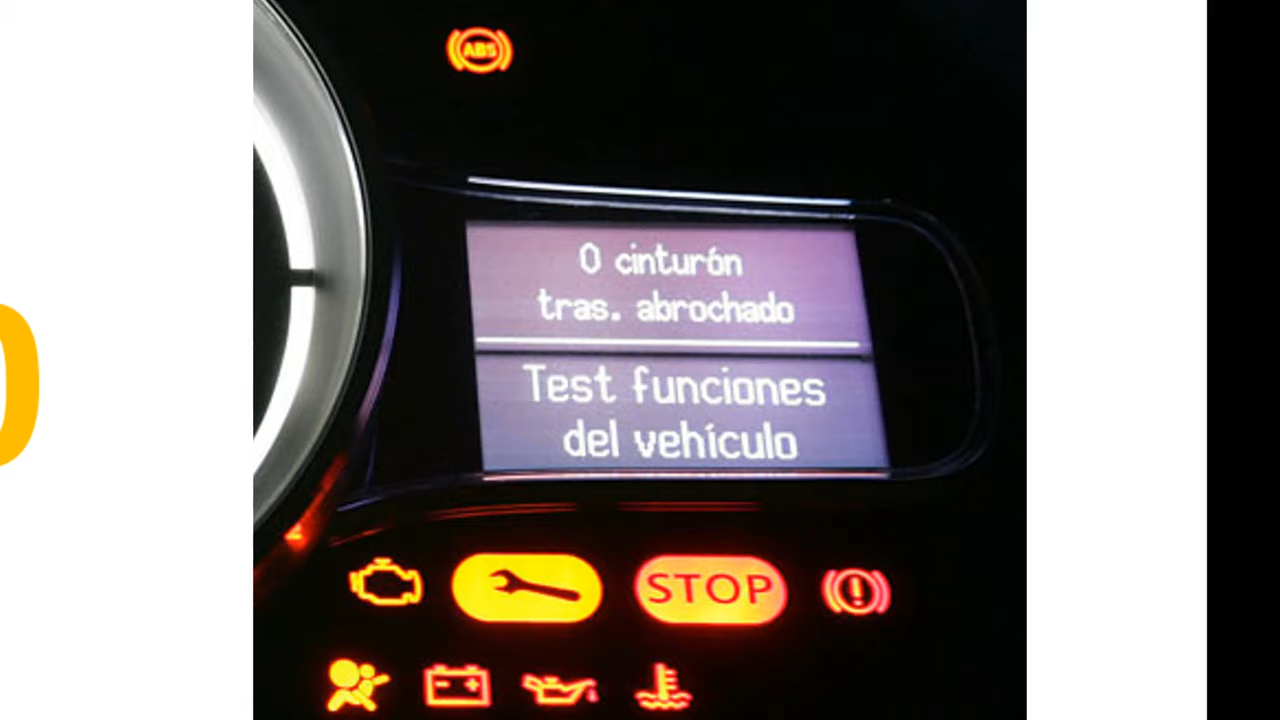 ABS
0 cinturón
tras. abrochado
Test funciones
del vehículo
STOP